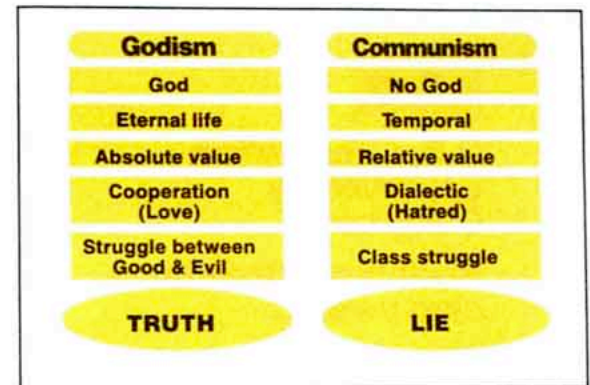 Godism
God
Eternal life
Absolute value
Cooperation
(Love)
Struggle between
Good & Evil
TRUTH
Communism
No God
Temporal
Relative value
Dialectic
(Hatred)
Class struggle
LIE